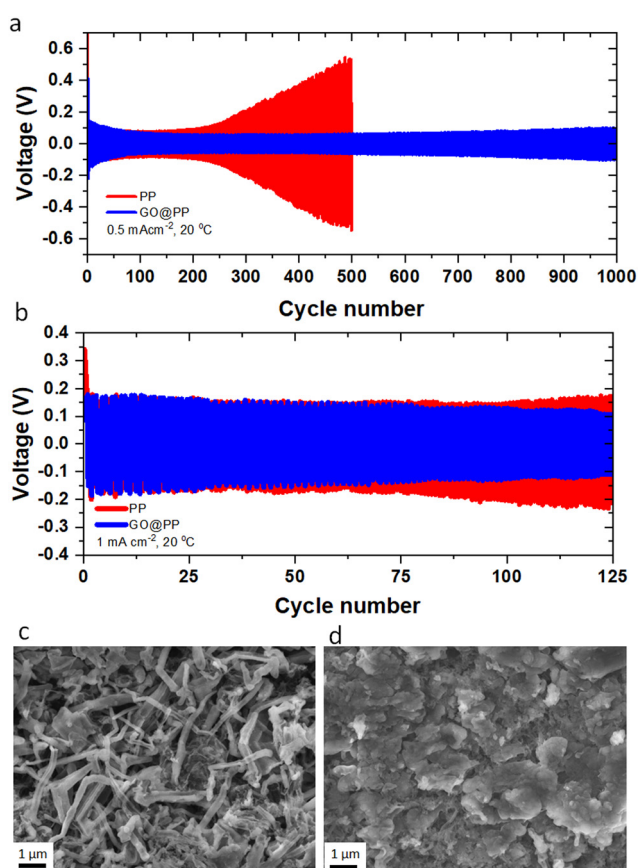 a
0.6
0.4
0.2
0.0
-0.2
-0.4
-0.6
Voltage (V)
PP
GO@PP
0.5 mAcm⁻², 20 ⁰C
0 100 200 300 400 500 600 700 800 900 1000
Cycle number
b
0.4
0.3
0.2
0.1
0.0
-0.1
-0.2
-0.3
-0.4
Voltage (V)
PP
GO@PP
1 mA cm⁻², 20 ⁰C
0 25 50 75 100 125
Cycle number
c
d
1 µm
1 µm